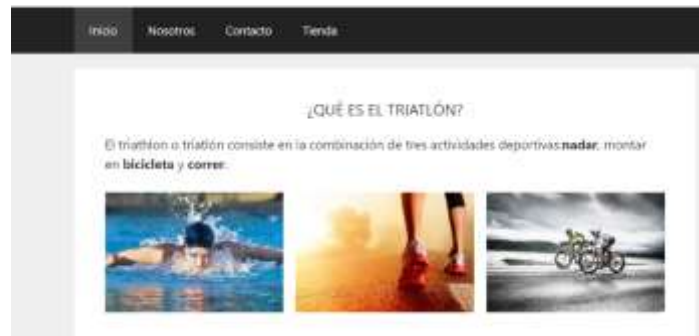 Inicio Nosotros Contacto Tienda
¿QUÉ ES EL TRIATLÓN?
El triathlon o triatlón consiste en la combinación de tres actividades deportivas:nadar, montar
en bicicleta y correr.